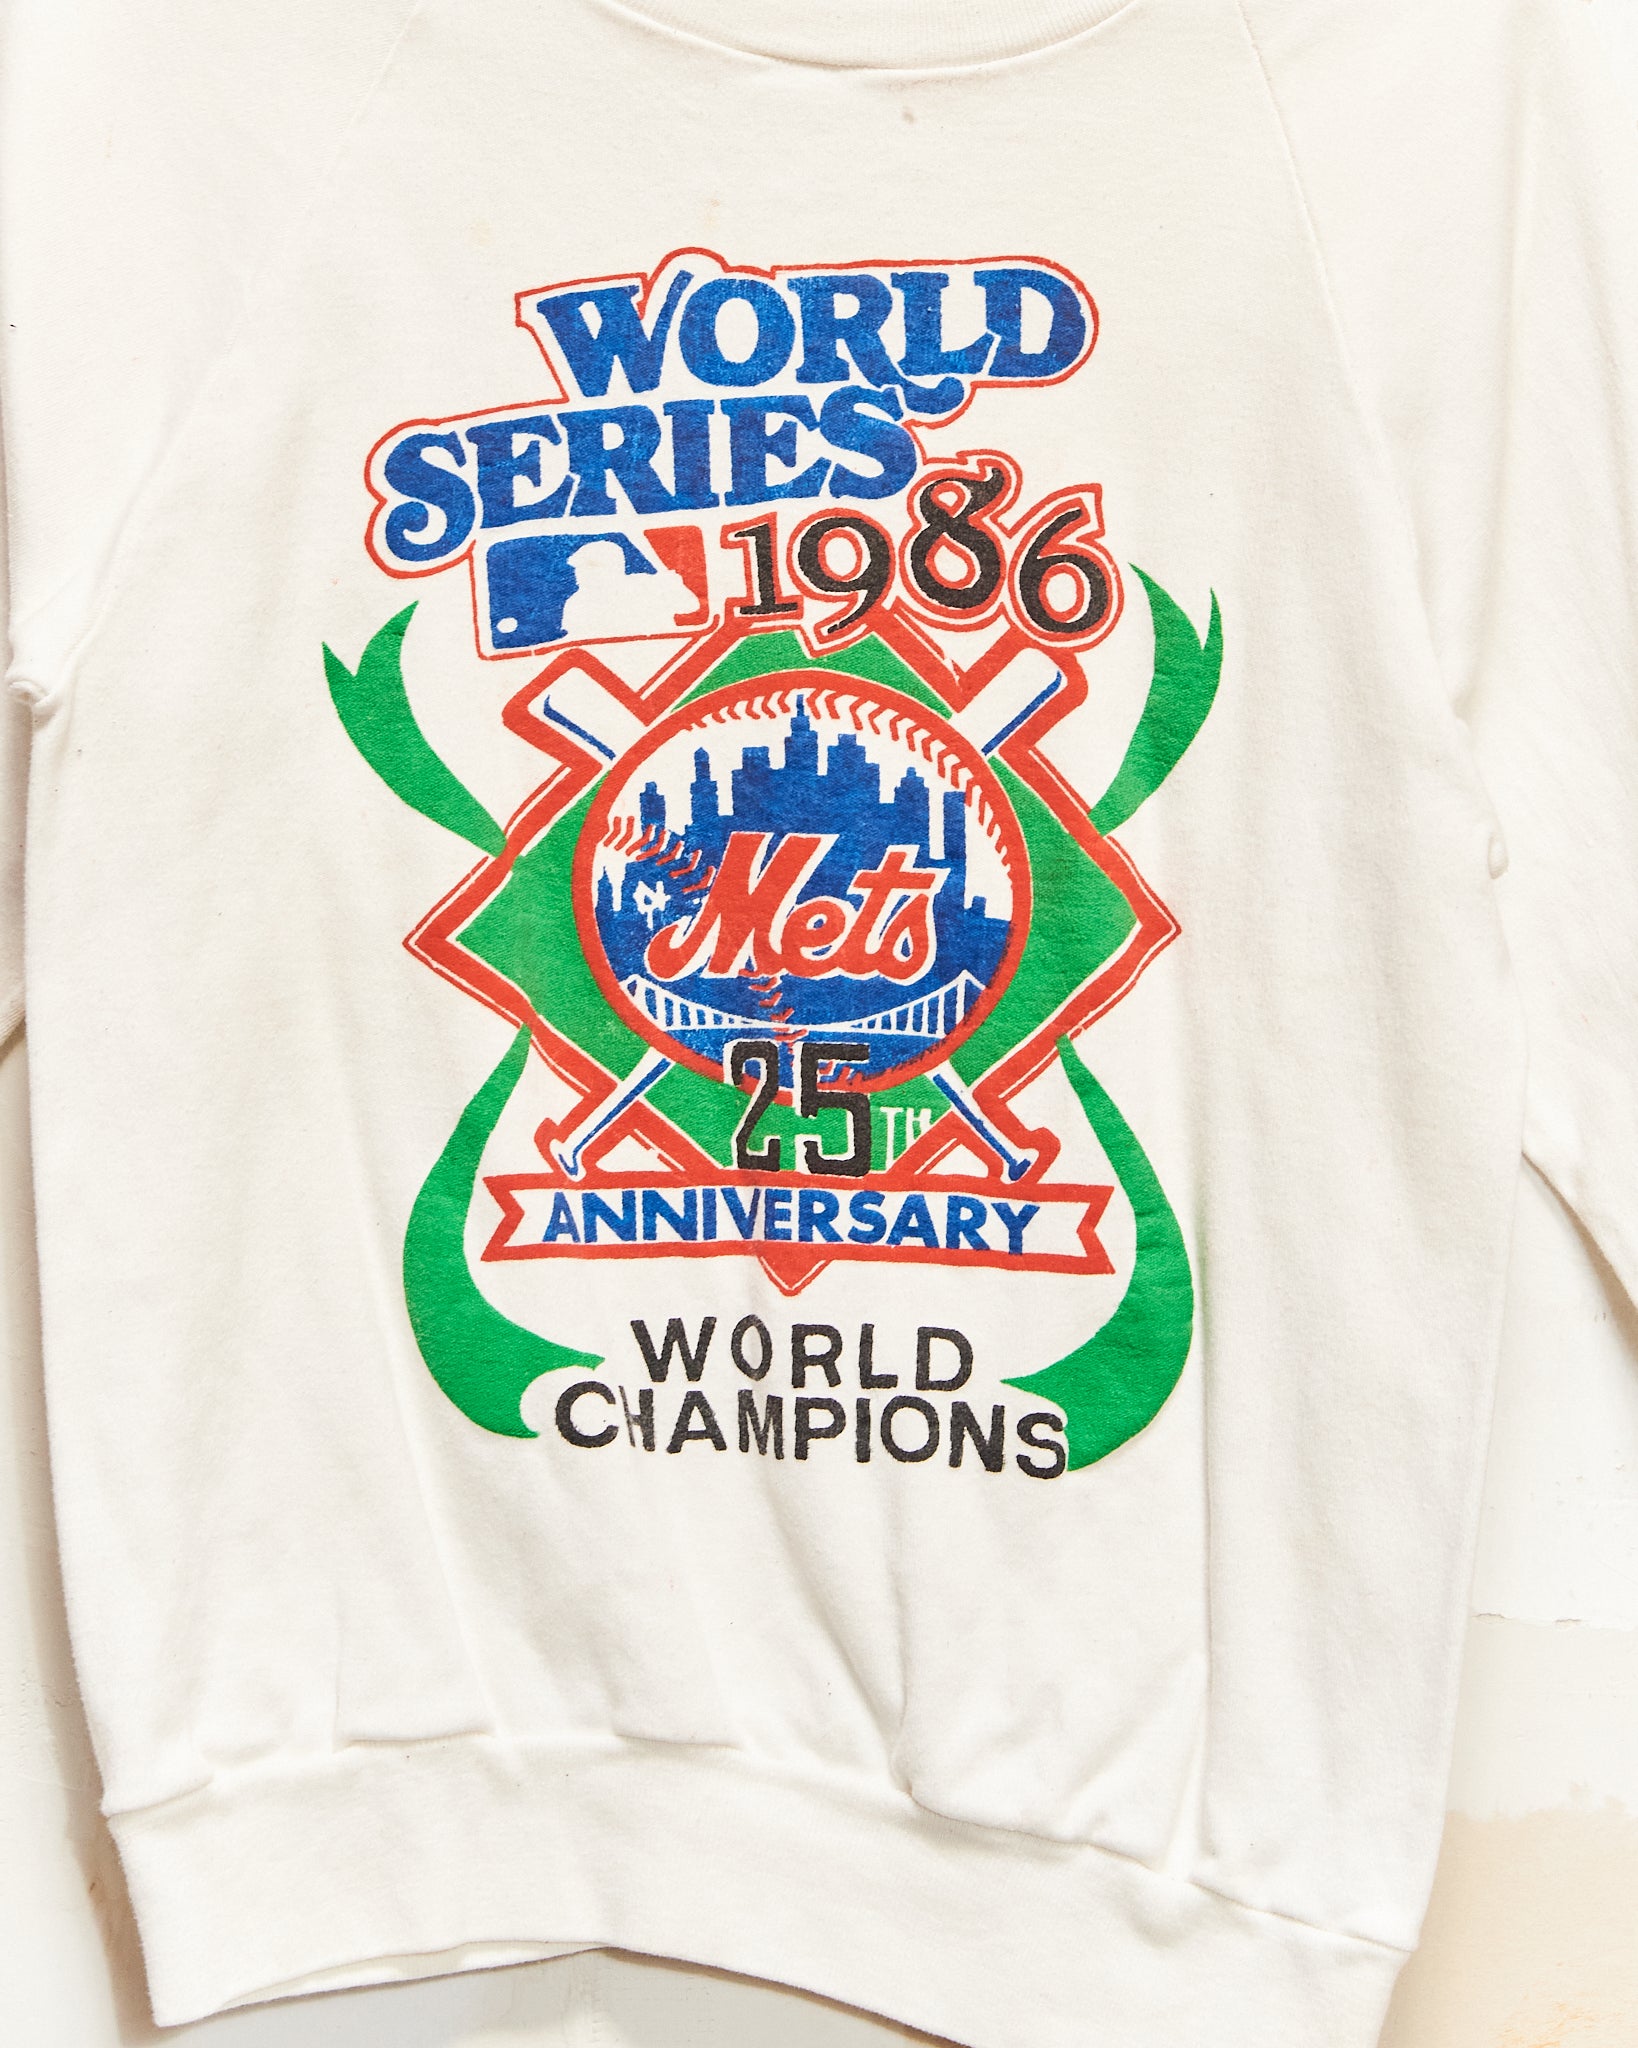 WORLD
SERIES
1986
Mets
25TH
ANNIVERSARY
WORLD
CHAMPIONS